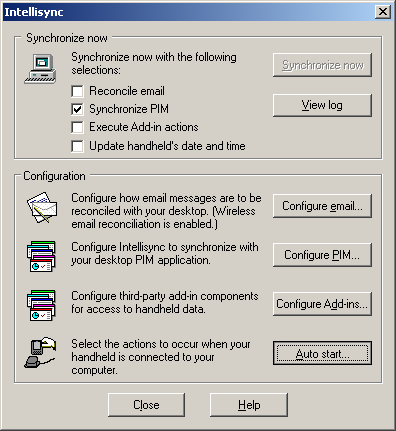 Intellisync
Synchronize now
Synchronize now with the following
selections:
Synchronize now
Reconcile email
Synchronize PIM
View log
Execute Add-in actions
Update handheld's date and time
Configuration
Configure how email messages are to be
reconciled with your desktop. (Wireless
email reconciliation is enabled.)
Configure email...
Configure Intellisync to synchronize with
your desktop PIM application.
Configure PIM...
Configure third-party add-in components
for access to handheld data.
Configure Add-ins...
Select the actions to occur when your
handheld is connected to your
computer.
Auto start...
Close
Help